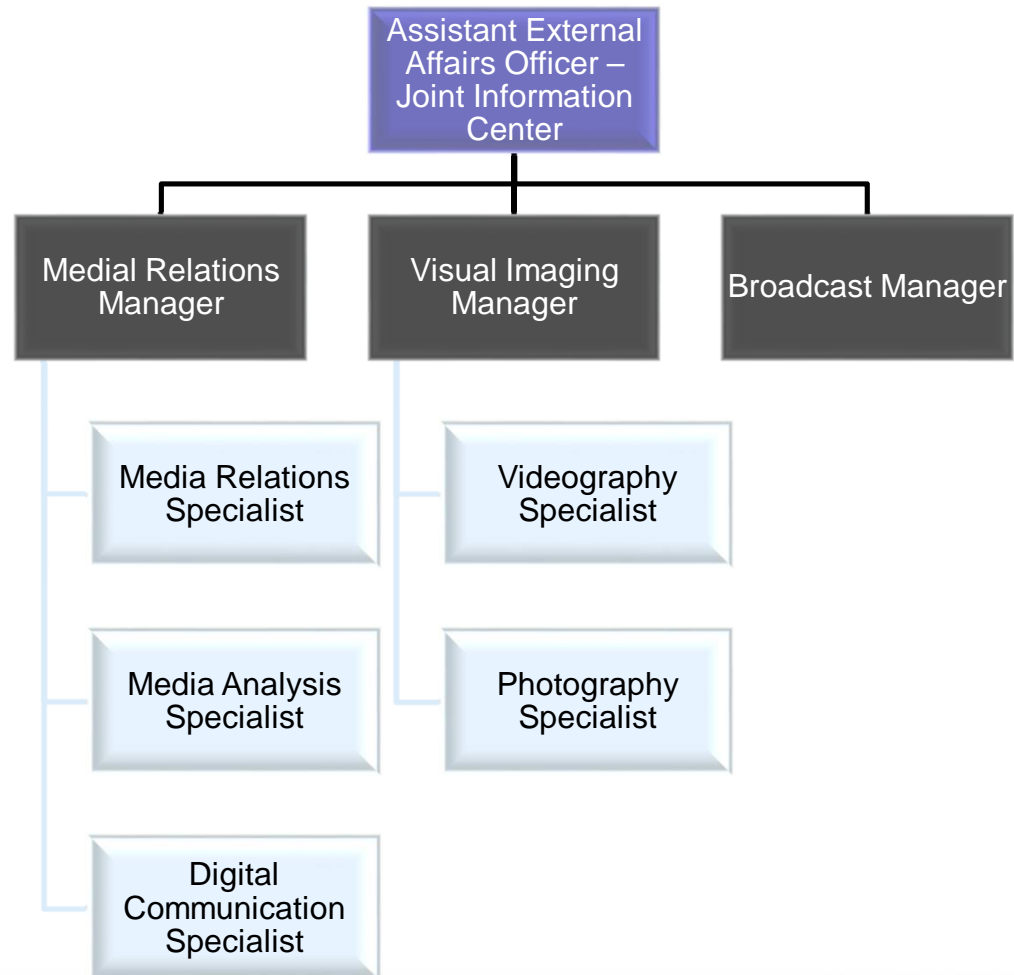 Assistant External
Affairs Officer –
Joint Information
Center
Medial Relations
Manager
Visual Imaging
Manager
Broadcast Manager
Media Relations
Specialist
Videography
Specialist
Media Analysis
Specialist
Photography
Specialist
Digital
Communication
Specialist